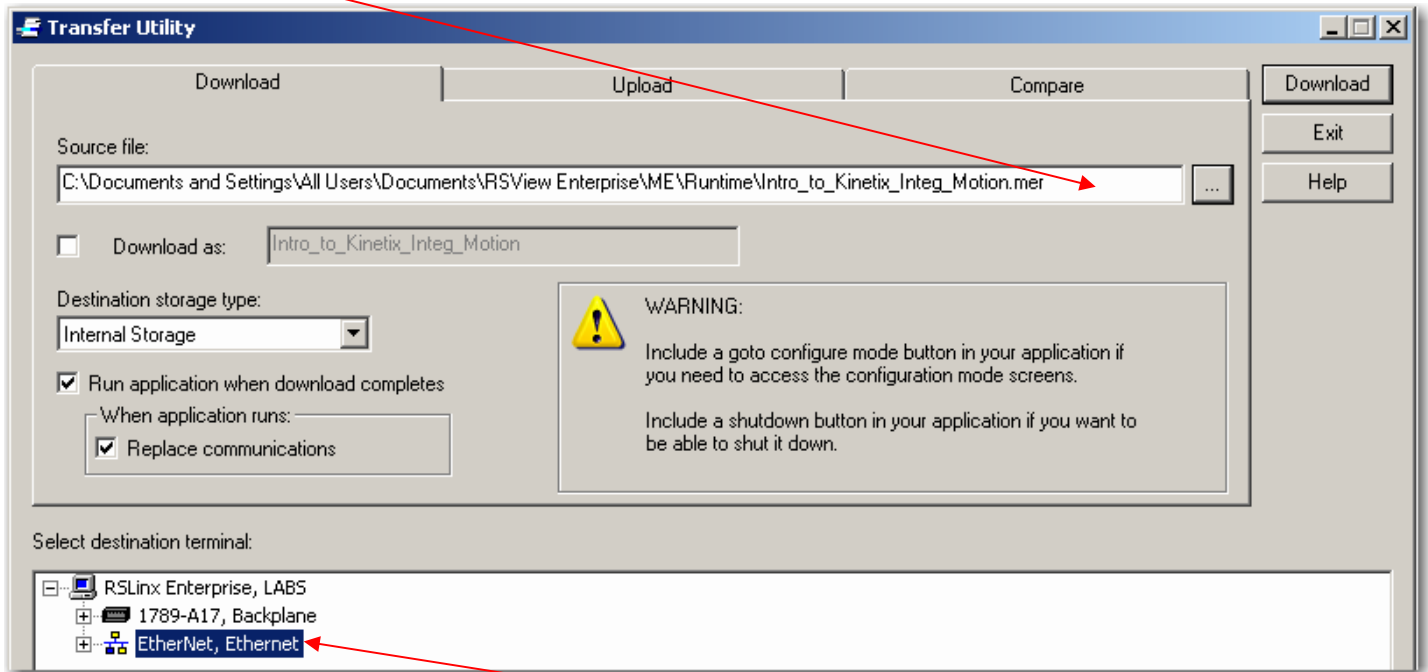 Transfer Utility
Download
Upload
Compare
Download
Source file:
Exit
C:\Documents and Settings\All Users\Documents\RSView Enterprise\ME\Runtime\Intro_to_Kinetix_Integ_Motion.mer
...
Help
Download as:
Intro_to_Kinetix_Integ_Motion
Destination storage type:
Internal Storage
Run application when download completes
When application runs:
Replace communications
WARNING:
Include a goto configure mode button in your application if
you need to access the configuration mode screens.
Include a shutdown button in your application if you want to
be able to shut it down.
Select destination terminal:
RSLinx Enterprise, LABS
1789-A17, Backplane
EtherNet, Ethernet